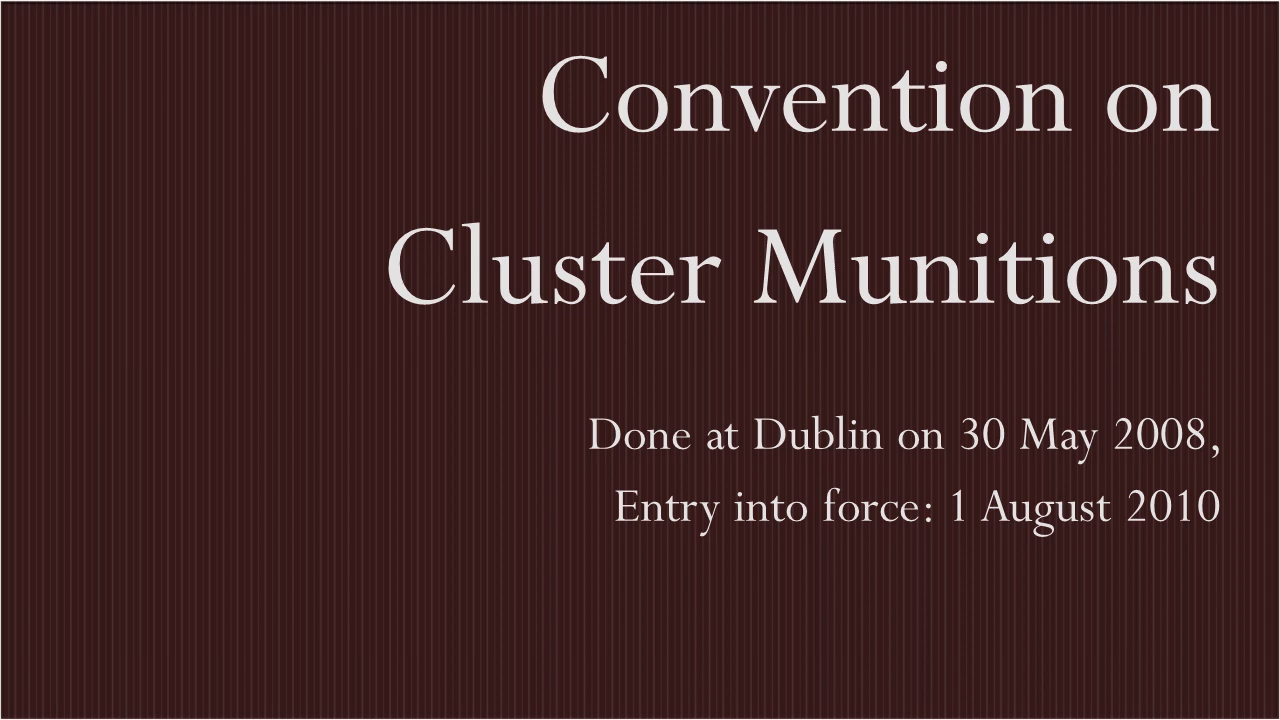 Convention on
Cluster Munitions
Done at Dublin on 30 May 2008,
Entry into force: 1 August 2010